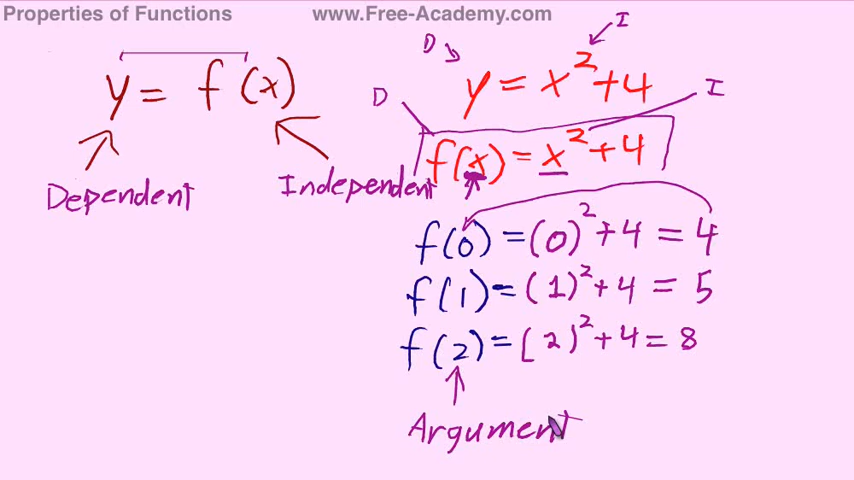 Properties of Functions www.Free-Academy.com
y = f(x)
Dependent
Independent
I
D
y = x²+4
D
I
f(x) = x²+4
f(0) = (0)²+4 = 4
f(1) = (1)²+4 = 5
f(2) = (2)²+4 = 8
Argument